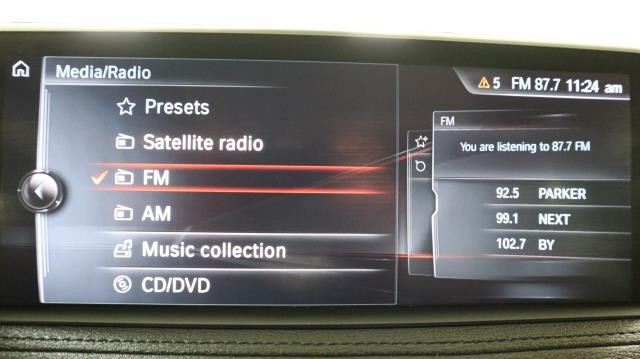 Media/Radio
5 FM 87.7 11:24 am
Presets
Satellite radio
FM
AM
Music collection
CD/DVD
FM
You are listening to 87.7 FM
92.5 PARKER
99.1 NEXT
102.7 BY